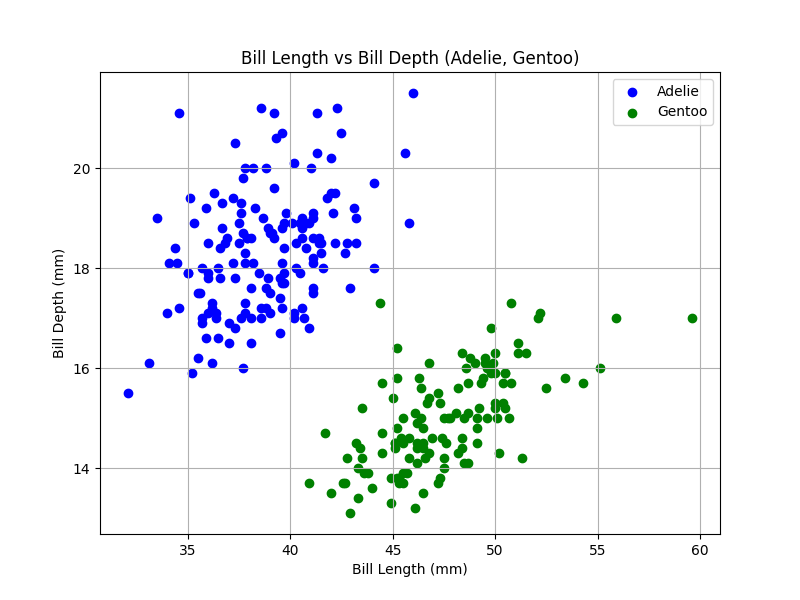 Bill Length vs Bill Depth (Adelie, Gentoo)
Adelie
Gentoo
20
18
16
14
Bill Depth (mm)
35 40 45 50 55 60
Bill Length (mm)